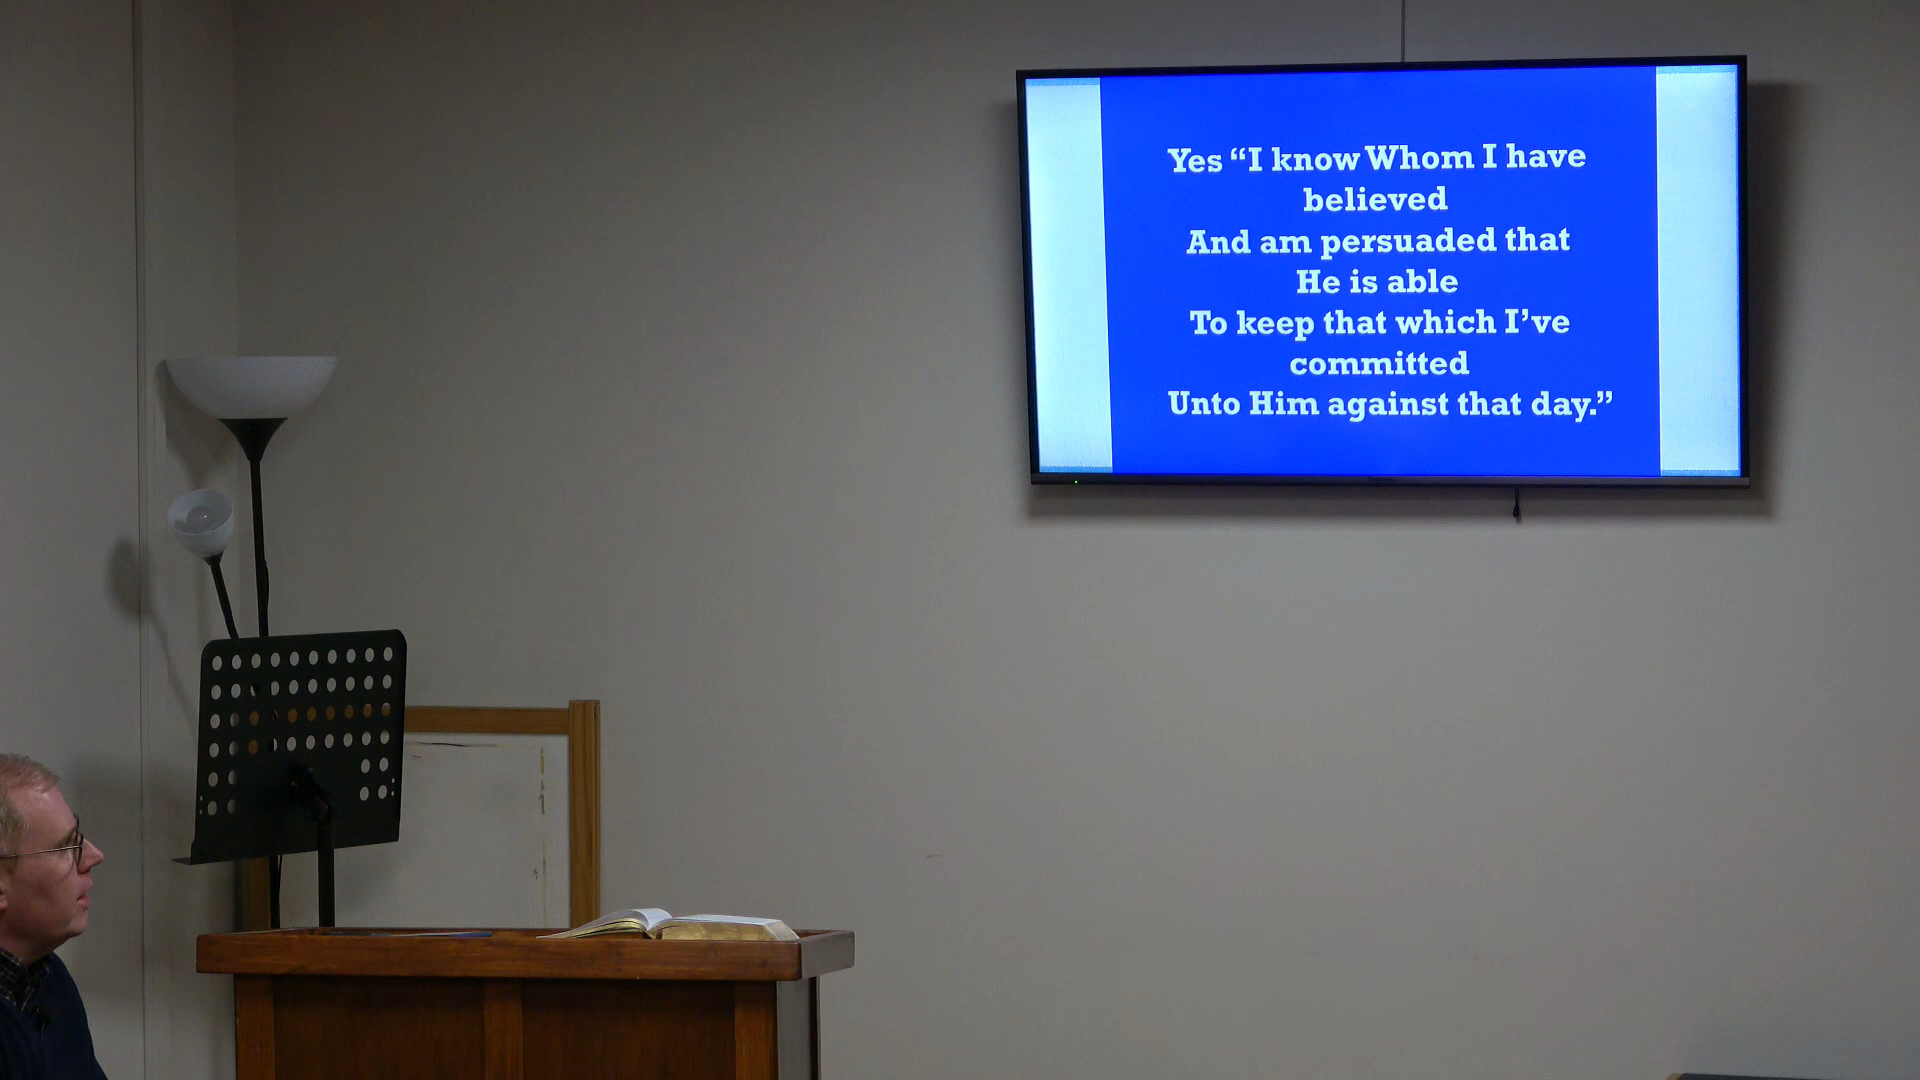 Yes “I know Whom I have
believed
And am persuaded that
He is able
To keep that which I’ve
committed
Unto Him against that day.”